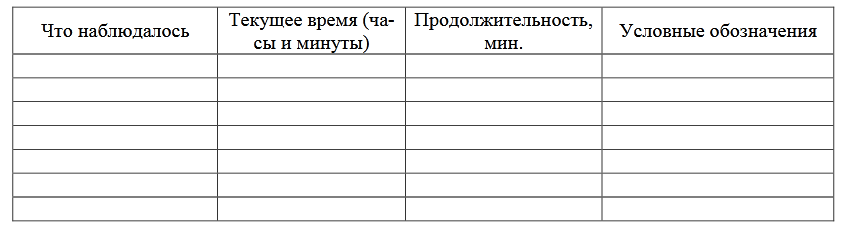 Что наблюдалось
Текущее время (ча-
сы и минуты)
Продолжительность,
мин.
Условные обозначения